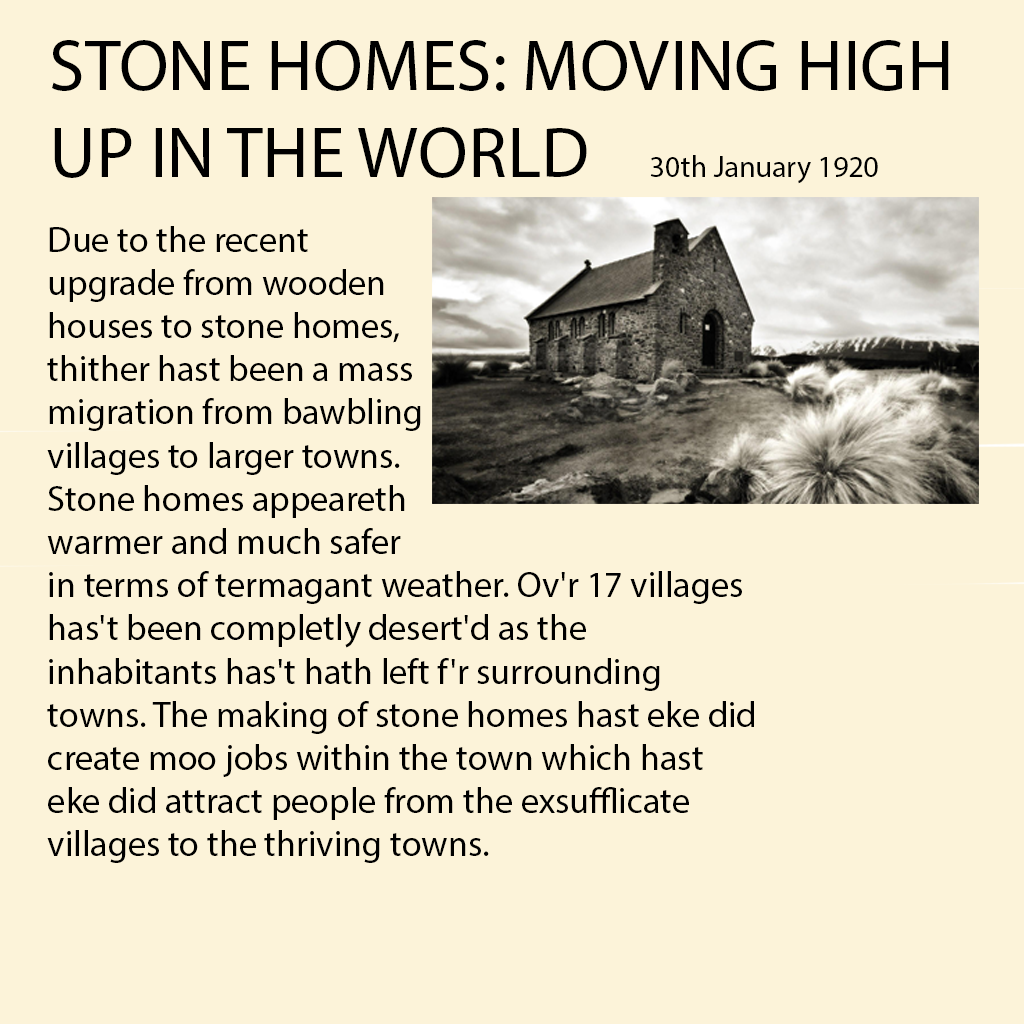 STONE HOMES: MOVING HIGH
UP IN THE WORLD
30th January 1920
Due to the recent
upgrade from wooden
houses to stone homes,
thither hast been a mass
migration from bawbling
villages to larger towns.
Stone homes appeareth
warmer and much safer
in terms of termagant weather. Ov'r 17 villages
has't been completly desert'd as the
inhabitants has't hath left f'r surrounding
towns. The making of stone homes hast eke did
create moo jobs within the town which hast
eke did attract people from the exsufflicate
villages to the thriving towns.